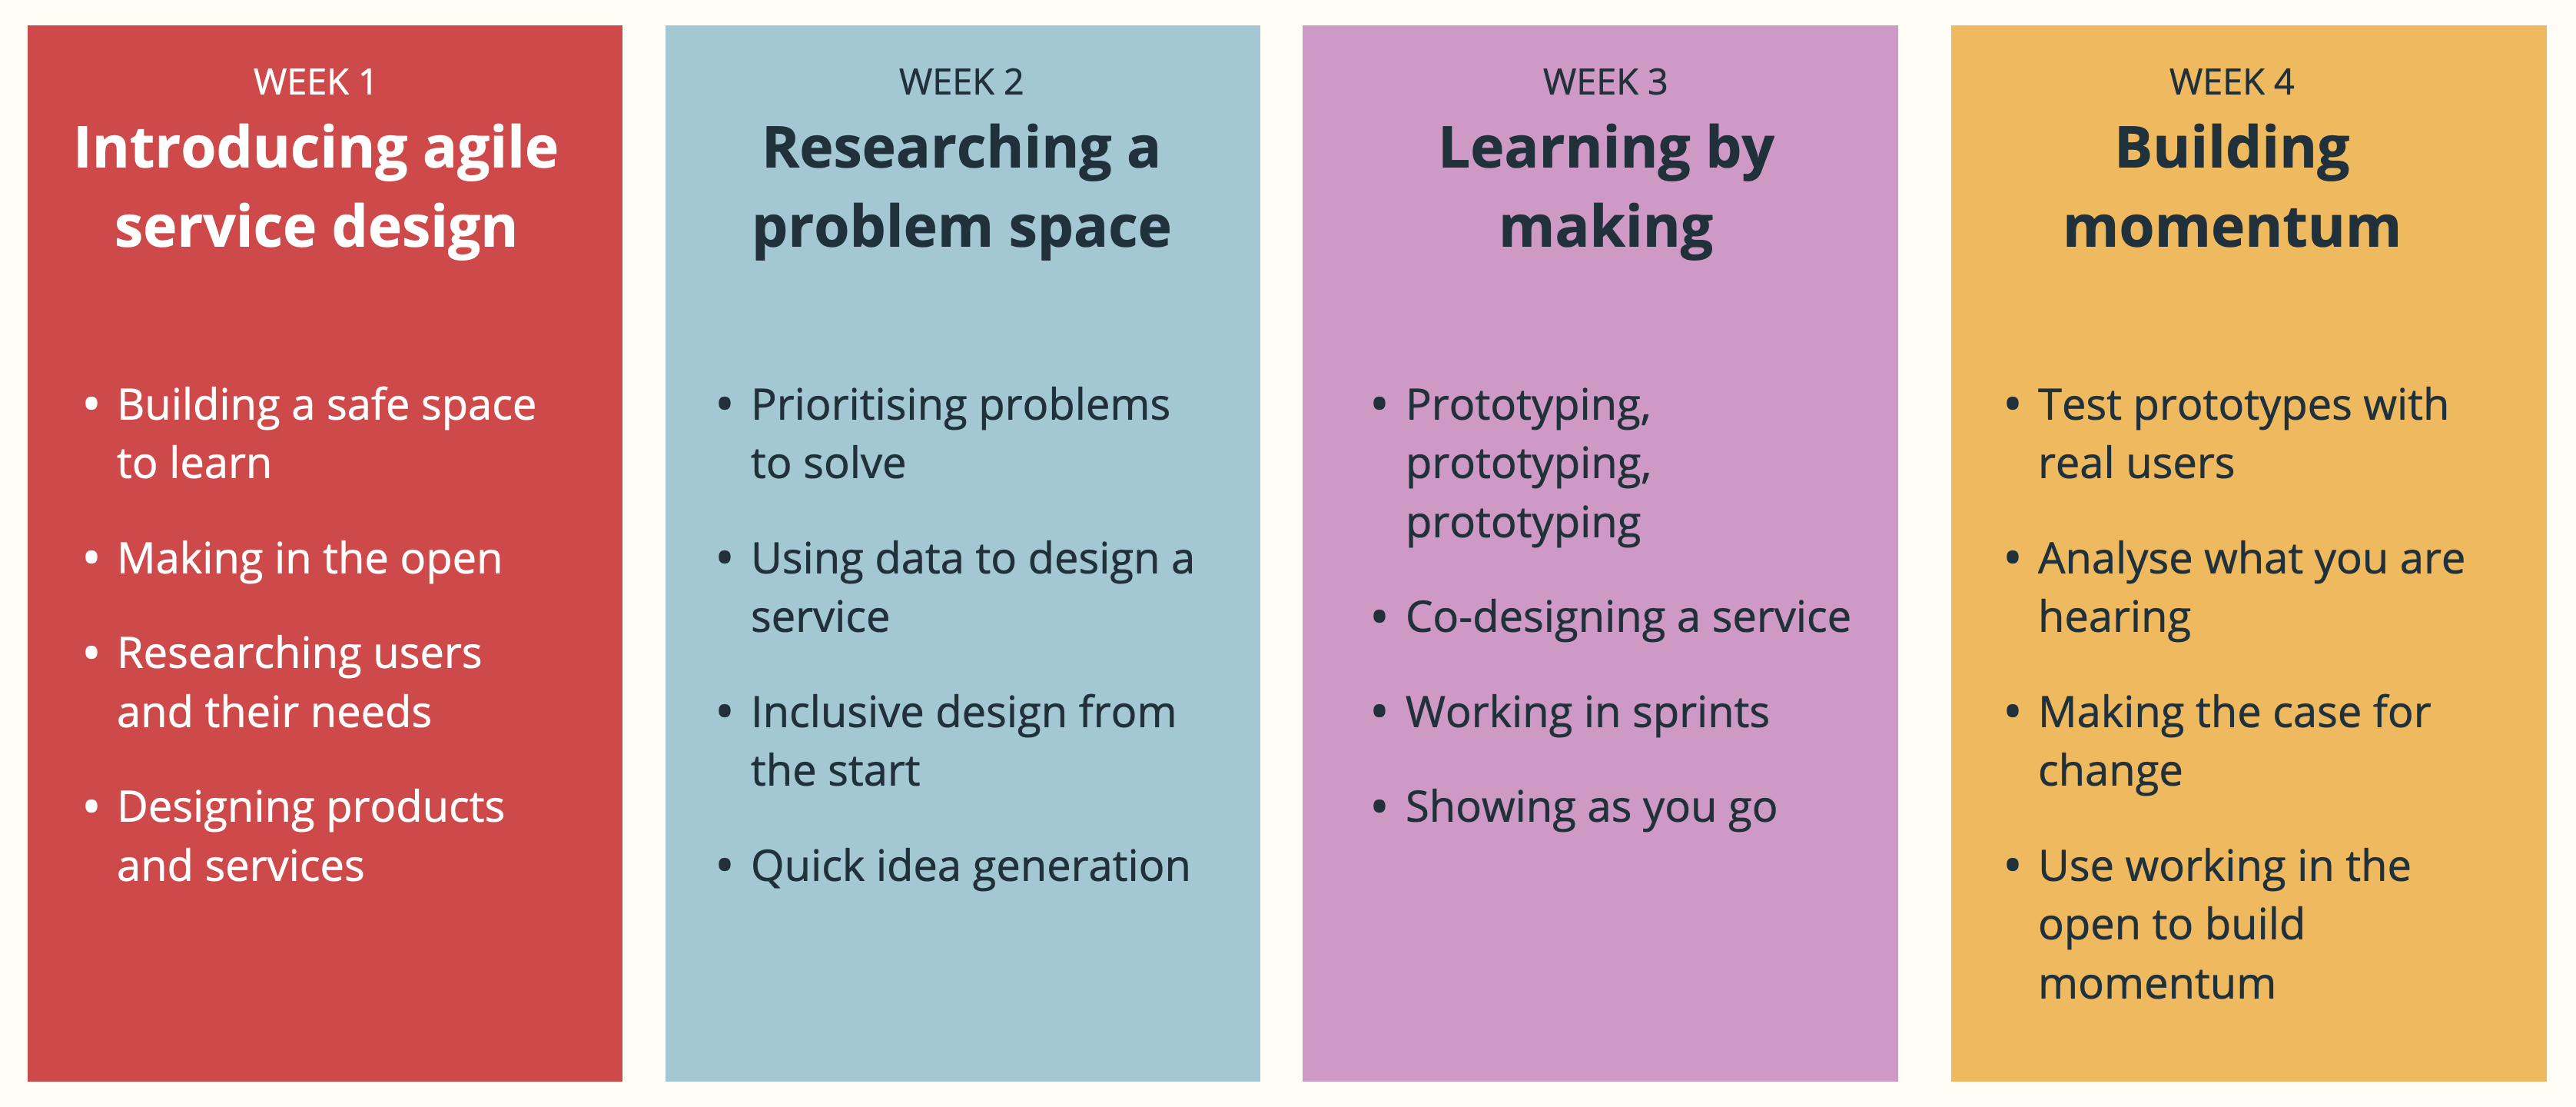 WEEK 1
Introducing agile
service design
• Building a safe space
to learn
• Making in the open
• Researching users
and their needs
• Designing products
and services
WEEK 2
Researching a
problem space
• Prioritising problems
to solve
• Using data to design a
service
• Inclusive design from
the start
• Quick idea generation
WEEK 3
Learning by
making
• Prototyping,
prototyping,
prototyping
• Co-designing a service
• Working in sprints
• Showing as you go
WEEK 4
Building
momentum
• Test prototypes with
real users
• Analyse what you are
hearing
• Making the case for
change
• Use working in the
open to build
momentum